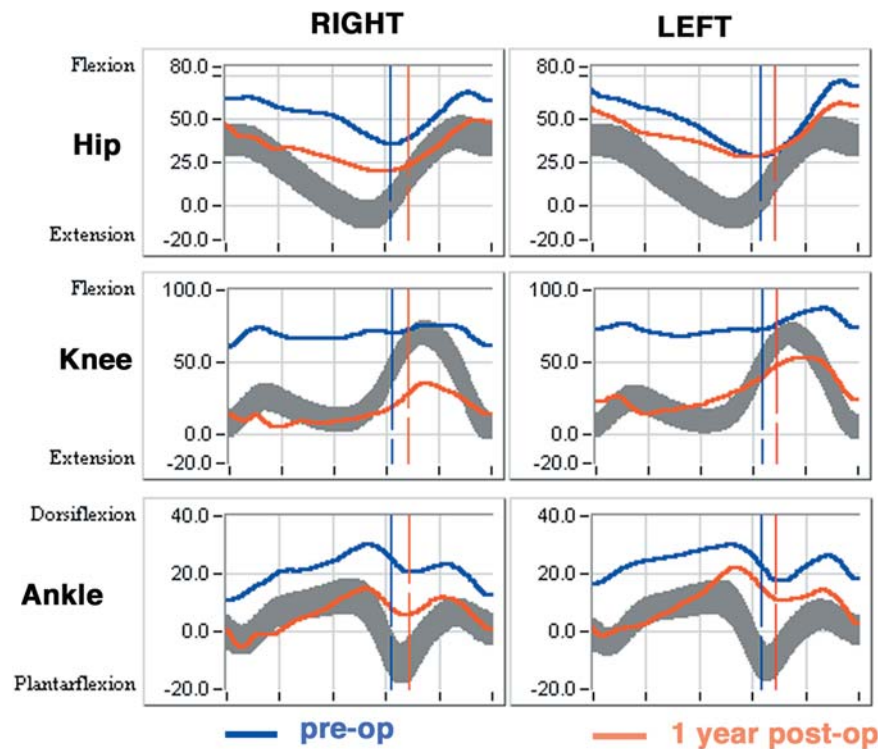 RIGHT
LEFT
Flexion
Hip
Extension
80.0
50.0
25.0
0.0
-20.0
80.0
50.0
25.0
0.0
-20.0
Flexion
Knee
Extension
100.0
50.0
0.0
-20.0
100.0
50.0
0.0
-20.0
Dorsiflexion
Ankle
Plantarflexion
40.0
20.0
0.0
-20.0
40.0
20.0
0.0
-20.0
pre-op
1 year post-op